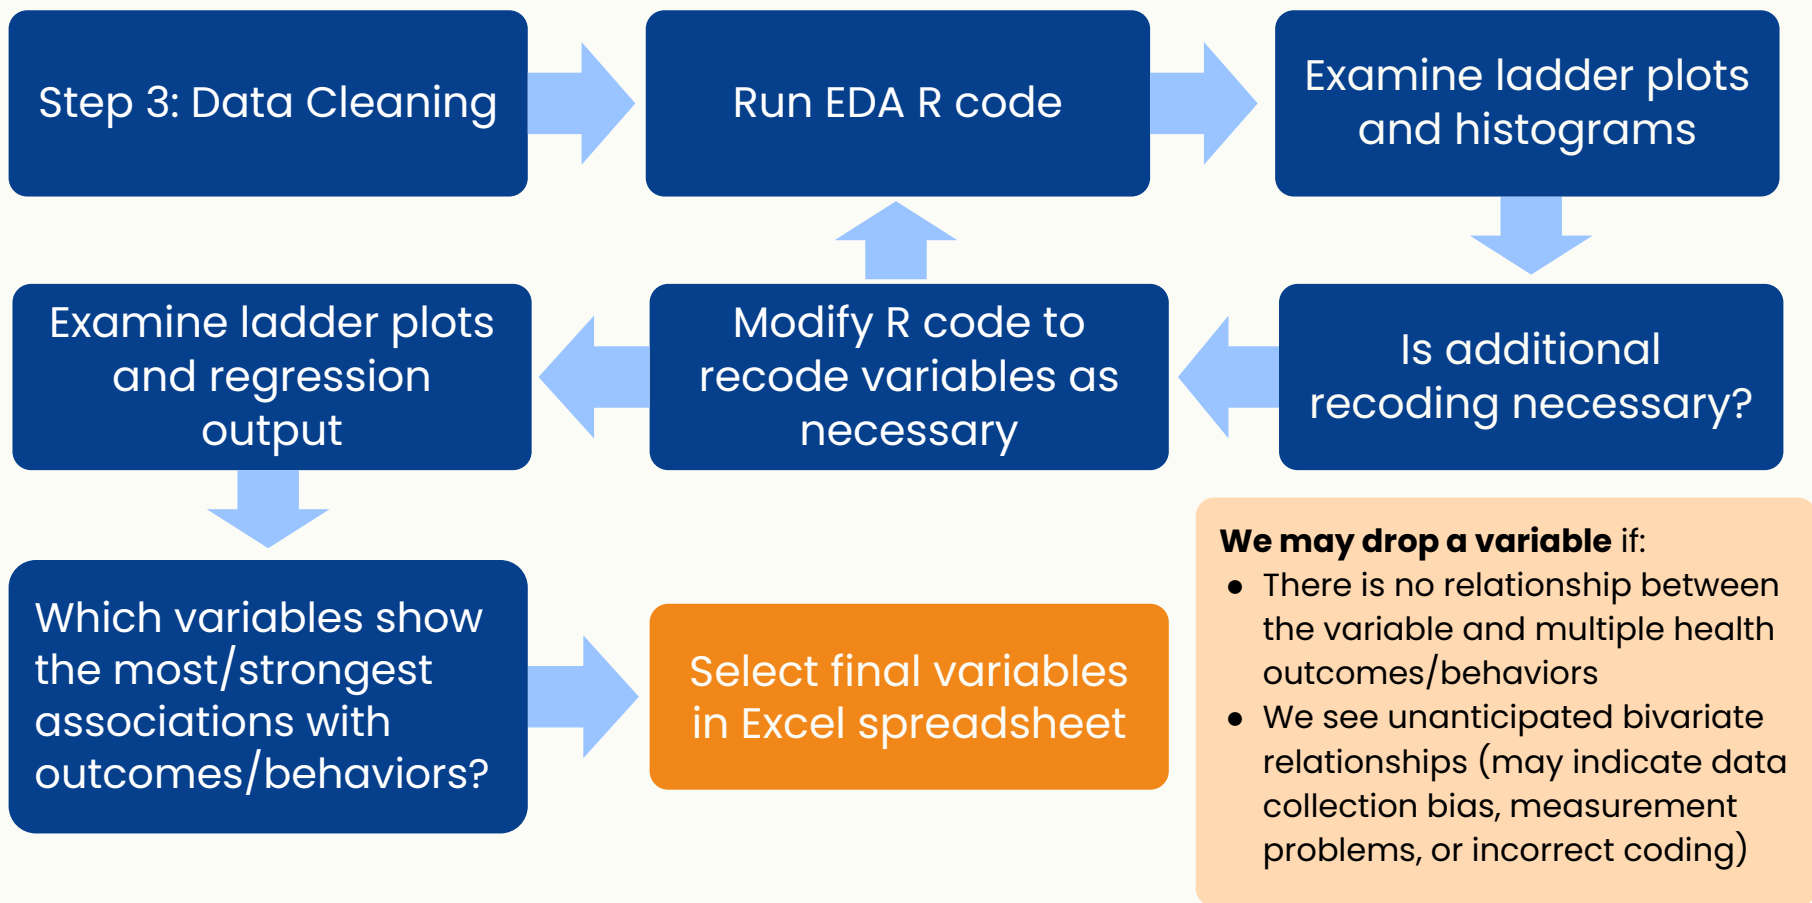 Step 3: Data Cleaning
Run EDA R code
Examine ladder plots
and histograms
Is additional
recoding necessary?
Modify R code to
recode variables as
necessary
Examine ladder plots
and regression
output
Which variables show
the most/strongest
associations with
outcomes/behaviors?
Select final variables
in Excel spreadsheet
We may drop a variable if:
● There is no relationship between
the variable and multiple health
outcomes/behaviors
● We see unanticipated bivariate
relationships (may indicate data
collection bias, measurement
problems, or incorrect coding)